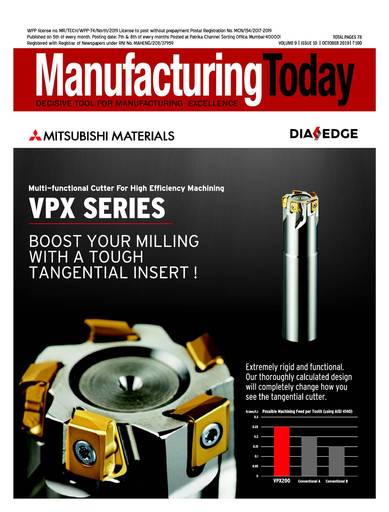 WPP license no. MR/TECH/WPP-74/North/2019 License to post without prepayment Postal Registration No. MCN/154/2017-2019
Published on 5th of every month. Posting date: 7th & 8th of every months Posted at Patrika Channel Sorting Office, Mumbai-400001
Registered with Registrar of Newspapers under RNI No. MAHENG/2011/37959
TOTAL PAGES 78
VOLUME 9 | ISSUE 10 | OCTOBER 2019 | ₹100
ManufacturingToday
DECISIVE TOOL FOR MANUFACTURING EXCELLENCE
MITSUBISHI MATERIALS
DIAEDGE
Multi-functional Cutter For High Efficiency Machining
VPX SERIES
BOOST YOUR MILLING
WITH A TOUGH
TANGENTIAL INSERT !
Extremely rigid and functional.
Our thoroughly calculated design
will completely change how you
see the tangential cutter.
Possible Machining Feed per Tooth (using AISI 4140)
VPX200
Conventional A
Conventional B